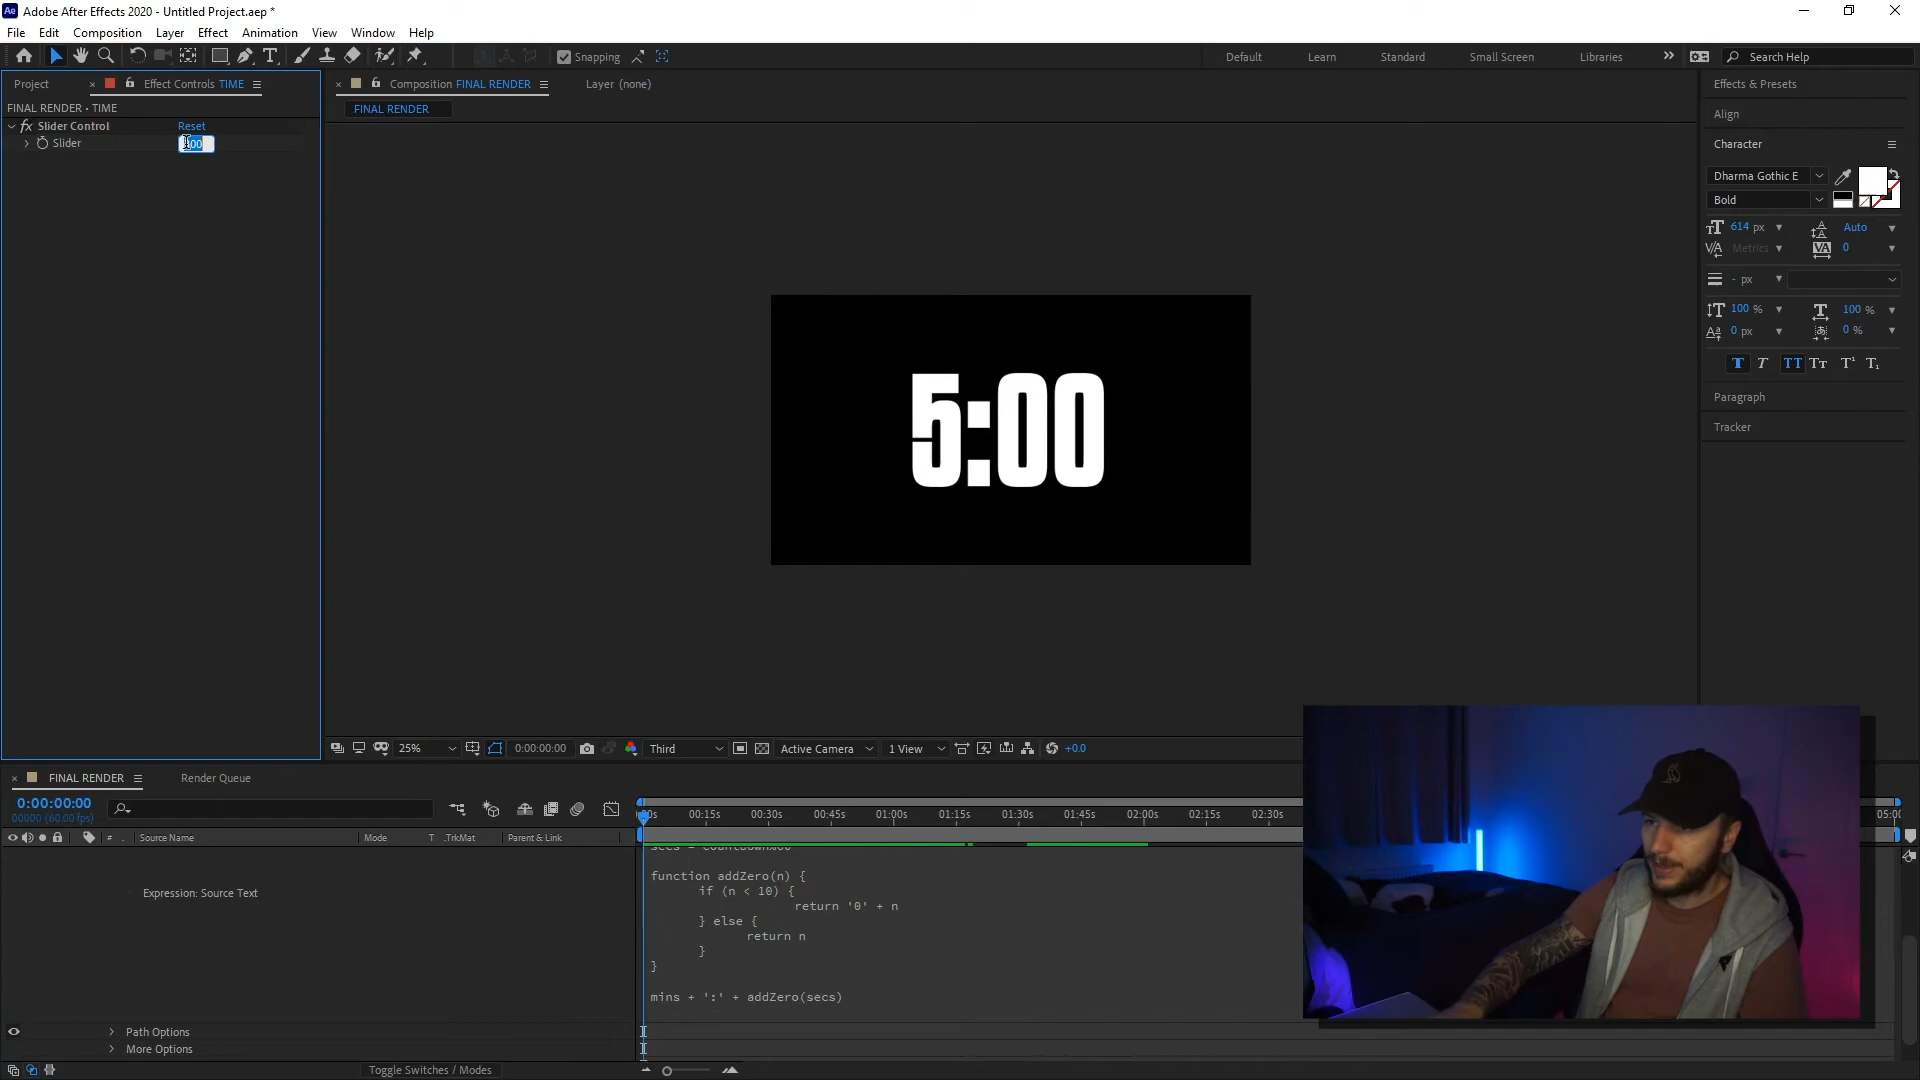 Ae Adobe After Effects 2020 - Untitled Project.aep *
File Edit Composition Layer Effect Animation View Window Help
Snapping
Default Learn Standard Small Screen Libraries Search Help
Project Effect Controls TIME
Composition FINAL RENDER
Layer (none)
FINAL RENDER • TIME
FINAL RENDER
fx Slider Control Reset
Slider
5:00
Effects & Presets
Align
Character
Dharma Gothic E
Bold
614 px Auto
Metrics 0
- px
100 % 100 %
0 px 0 %
T T TT Tt T¹ T₁
Paragraph
Tracker
25% 0:00:00:00 Third Active Camera 1 View +0.0
FINAL RENDER Render Queue
0:00:00:00
00000 (60.00 fps)
00:15s 00:30s 00:45s 01:00s 01:15s 01:30s 01:45s 02:00s 02:15s 02:30s
# . Source Name Mode T .TrkMat Parent & Link
Expression: Source Text
function addZero(n) {
if (n < 10) {
return '0' + n
} else {
return n
}
}
mins + ':' + addZero(secs)
Path Options
More Options
Toggle Switches / Modes